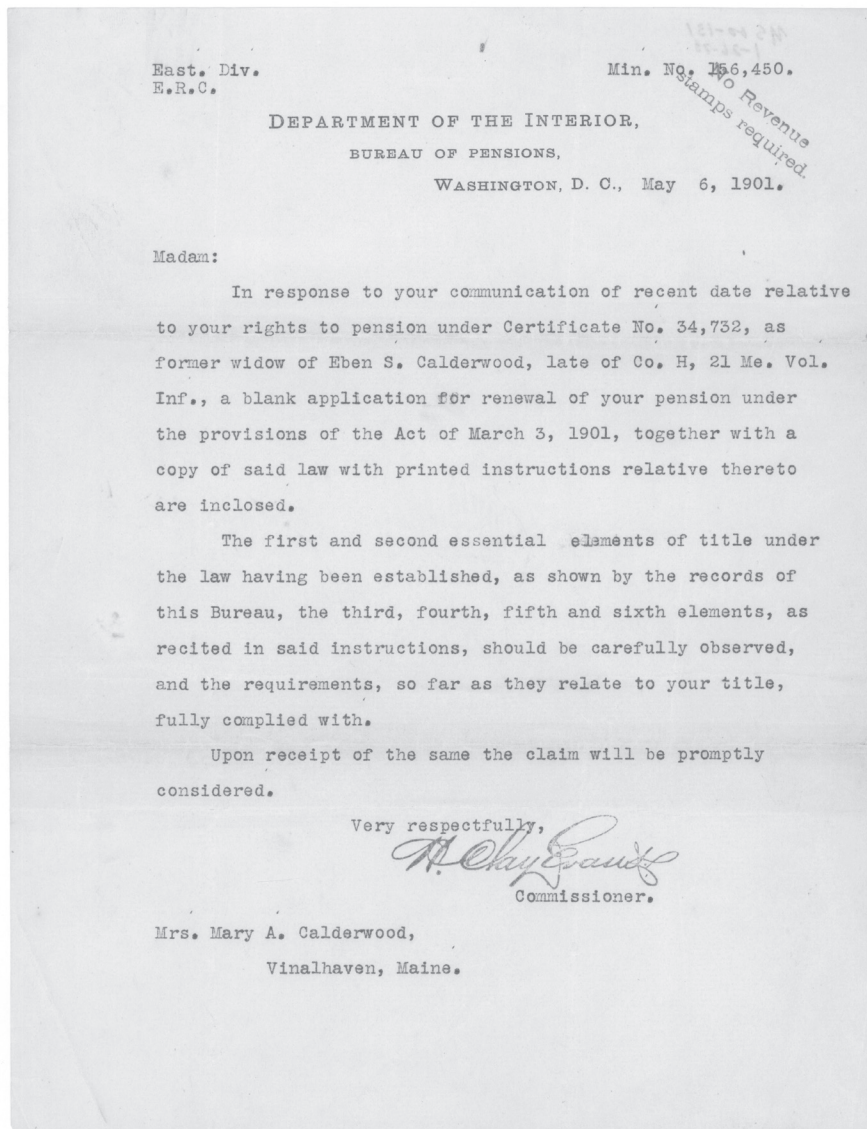 East. Div.
Min. No. 156,450.
E.R.C.
No Revenue
stamps required.
DEPARTMENT OF THE INTERIOR,
BUREAU OF PENSIONS,
WASHINGTON, D. C., May 6, 1901.
Madam:
In response to your communication of recent date relative
to your rights to pension under Certificate No. 34,732, as
former widow of Eben S. Calderwood, late of Co. H, 21 Me. Vol.
Inf., a blank application for renewal of your pension under
the provisions of the Act of March 3, 1901, together with a
copy of said law with printed instructions relative thereto
are inclosed.
The first and second essential elements of title under
the law having been established, as shown by the records of
this Bureau, the third, fourth, fifth and sixth elements, as
recited in said instructions, should be carefully observed,
and the requirements, so far as they relate to your title,
fully complied with.
Upon receipt of the same the claim will be promptly
considered.
Very respectfully,
H. Clay Evans
Commissioner.
Mrs. Mary A. Calderwood,
Vinalhaven, Maine.